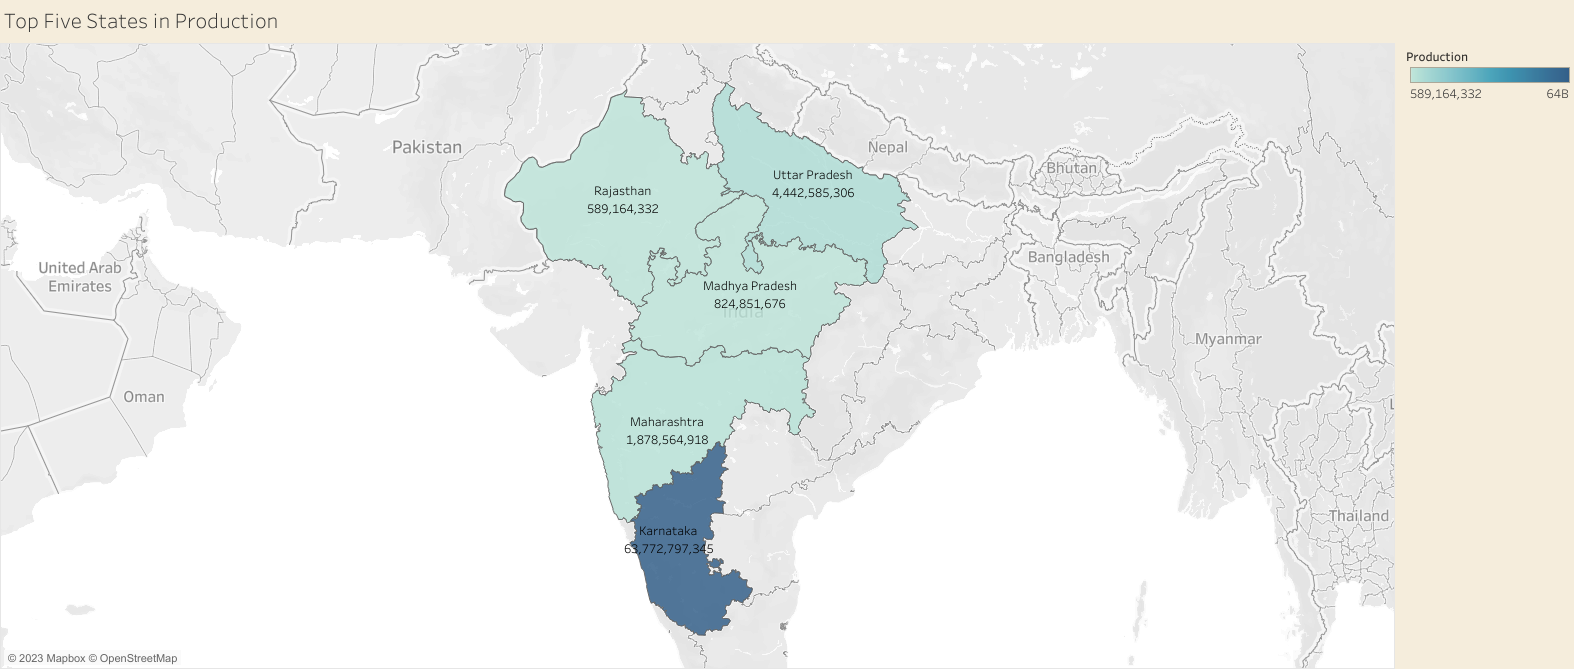 Top Five States in Production
Production
589,164,332 64B
Pakistan
Nepal
Bhutan
Uttar Pradesh
4,442,585,306
Rajasthan
589,164,332
United Arab
Emirates
Bangladesh
Madhya Pradesh
824,851,676
India
Myanmar
Oman
Maharashtra
1,878,564,918
Thailand
Karnataka
63,772,797,345
© 2023 Mapbox © OpenStreetMap